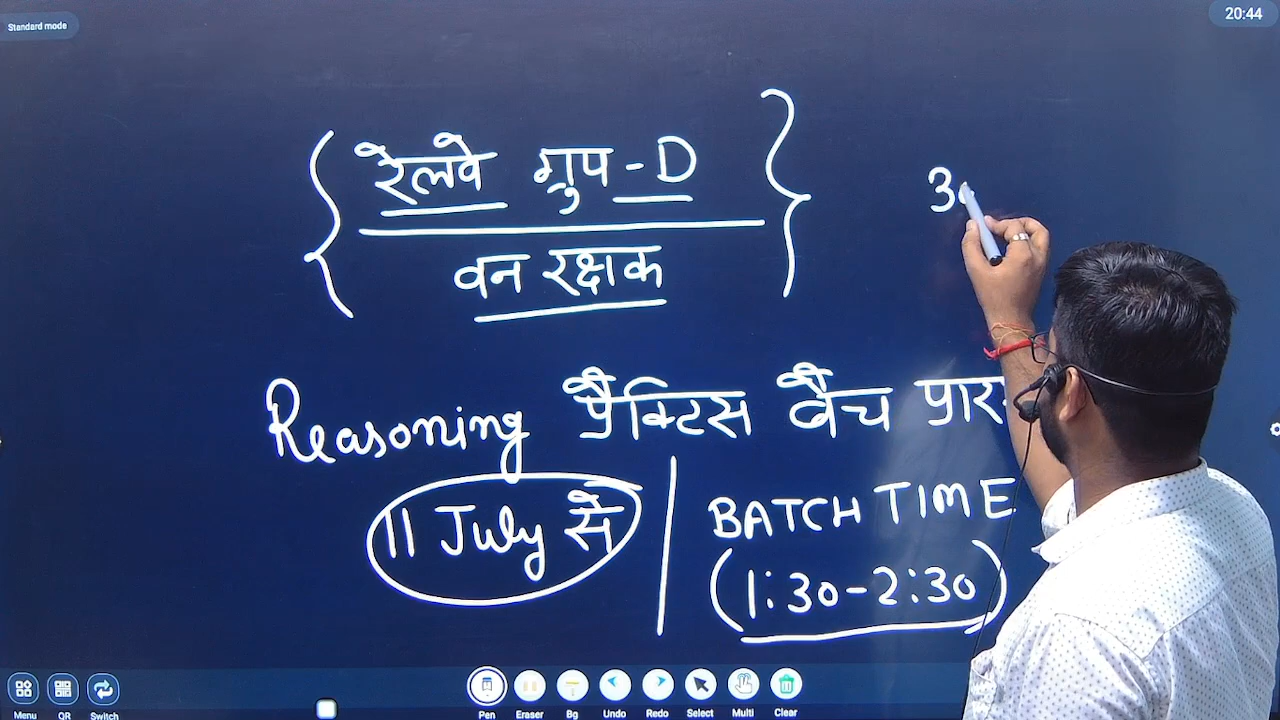 Standard mode
20:44
रेलवे ग्रुप - D
वन रक्षक
Reasoning प्रैक्टिस बैच
11 July से
BATCH TIME
(1:30-2:30)
Menu
QR
Switch
Pen
Eraser
Bg
Undo
Redo
Select
Multi
Clear